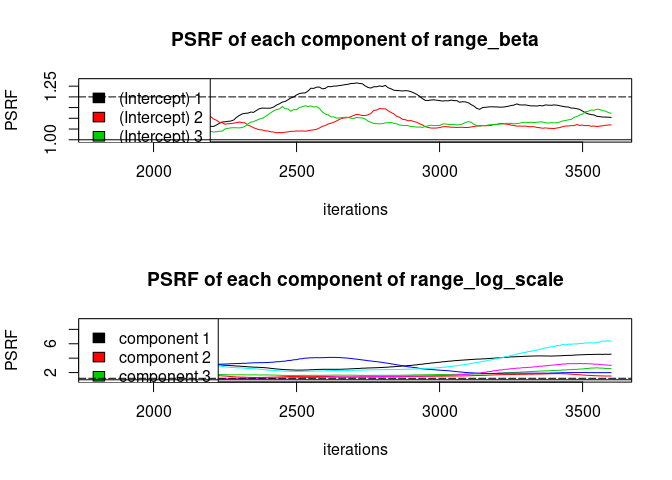 PSRF of each component of range_beta
PSRF
1.00
1.25
(Intercept) 1
(Intercept) 2
(Intercept) 3
2000
2500
3000
3500
iterations
PSRF of each component of range_log_scale
PSRF
6
2
component 1
component 2
component 3
2000
2500
3000
3500
iterations